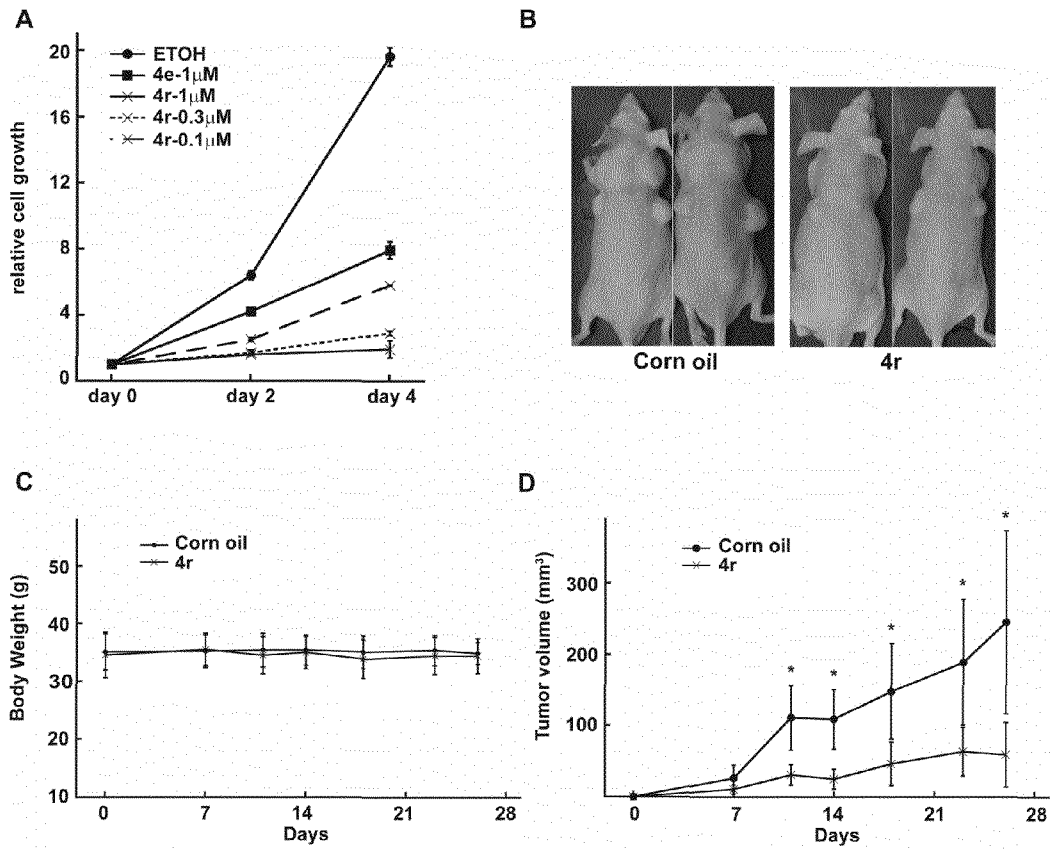 A
ETOH
4e-1µM
4r-1µM
4r-0.3µM
4r-0.1µM
relative cell growth
20
16
12
8
4
0
day 0
day 2
day 4
B
Corn oil
4r
C
Corn oil
4r
Body Weight (g)
50
40
30
20
10
0
7
14
21
28
Days
D
Corn oil
4r
Tumor volume (mm³)
300
200
100
*
*
*
*
*
0
7
14
21
28
Days